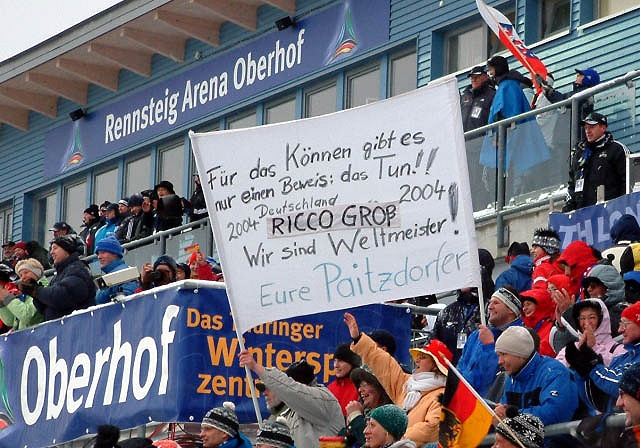 Rennsteig Arena Oberhof
Für das Können gibt es
nur einen Beweis: das Tun!!
Deutschland
2004 RICCO GROß 2004
Wir sind Weltmeister!
Eure Paitzdorfer
Oberhof
Das Thüringer
Winterspo
zent